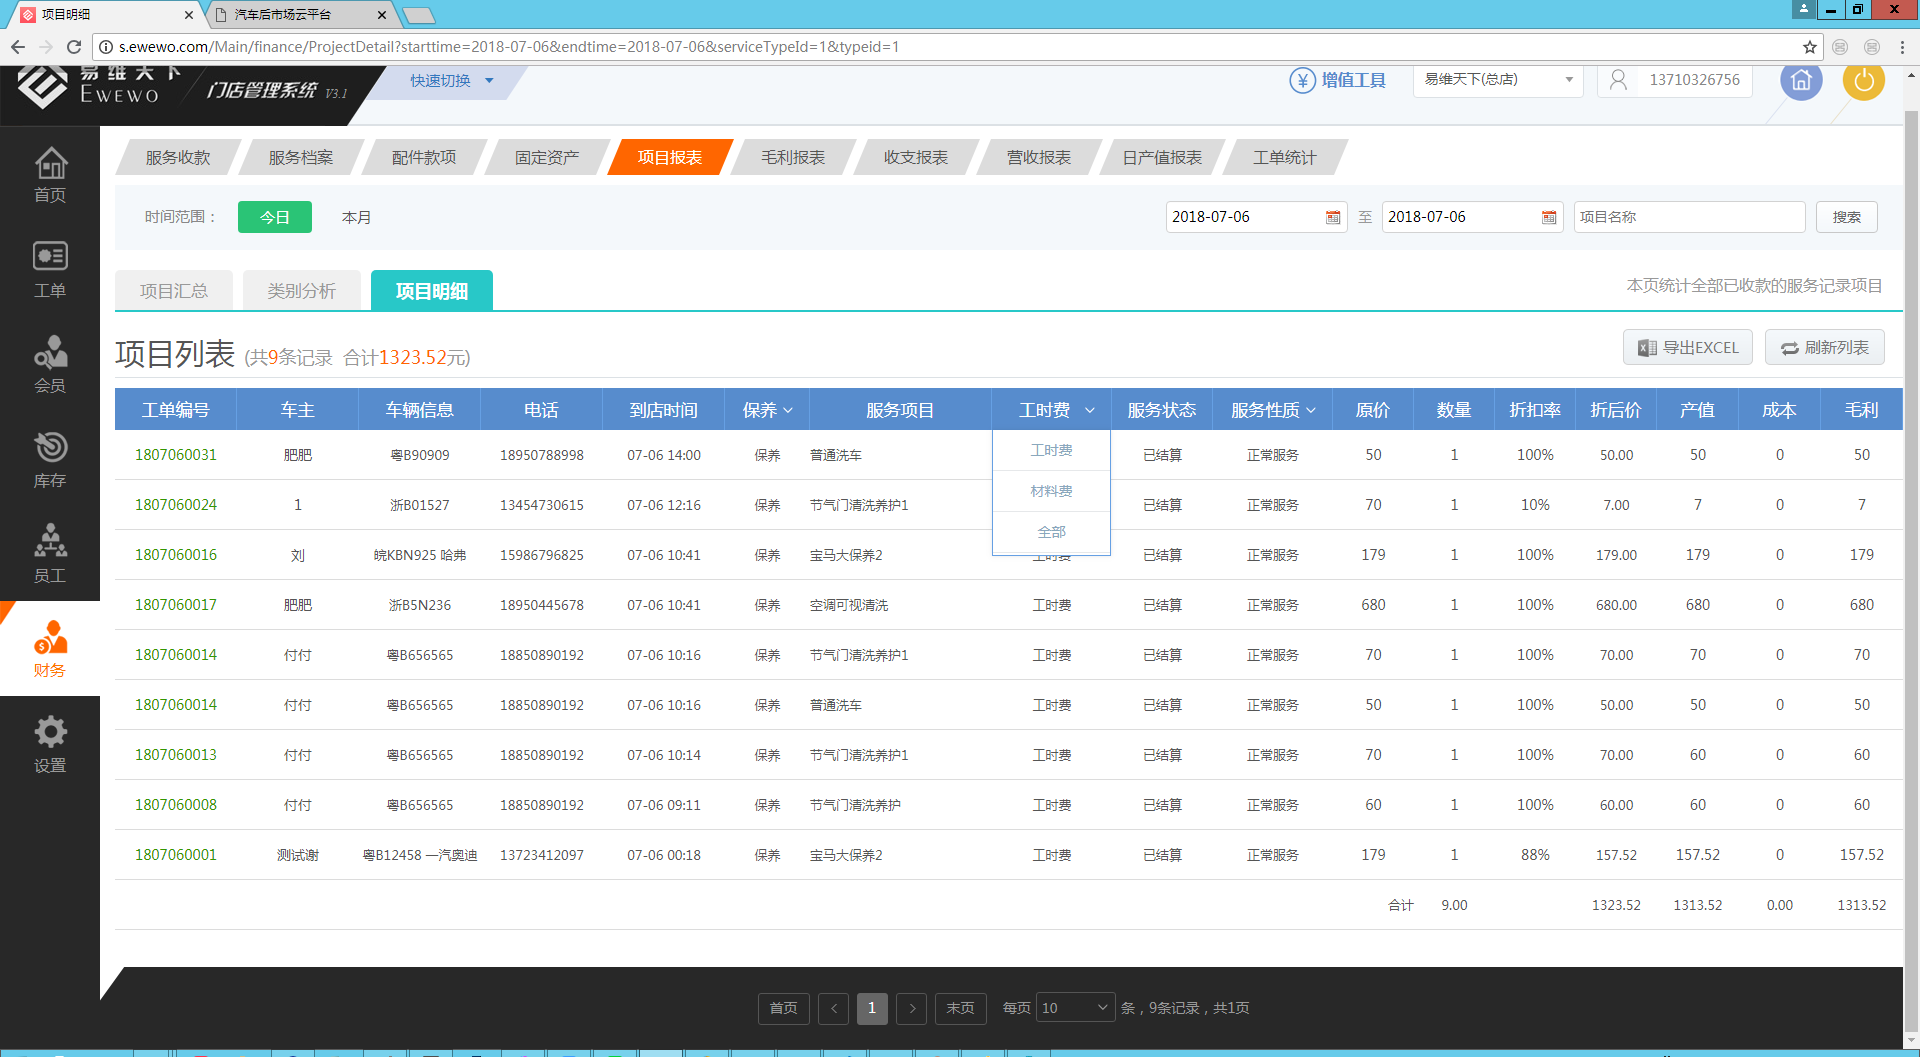 项目明细
汽车后市场云平台
s.ewewo.com/Main/finance/ProjectDetail?starttime=2018-07-06&endtime=2018-07-06&serviceTypeId=1&typeid=1
易维天下
EWEWO
门店管理系统 V3.1
快速切换
增值工具
易维天下(总店)
13710326756
首页
工单
会员
库存
员工
财务
设置
服务收款 服务档案 配件款项 固定资产 项目报表 毛利报表 收支报表 营收报表 日产值报表 工单统计
时间范围： 今日 本月 2018-07-06 至 2018-07-06 项目名称 搜索
项目汇总 类别分析 项目明细 本页统计全部已收款的服务记录项目
项目列表 (共9条记录 合计1323.52元) 导出EXCEL 刷新列表
工单编号 车主 车辆信息 电话 到店时间 保养 服务项目 工时费 服务状态 服务性质 原价 数量 折扣率 折后价 产值 成本 毛利
工时费
材料费
全部
1807060031 肥肥 粤B90909 18950788998 07-06 14:00 保养 普通洗车 已结算 正常服务 50 1 100% 50.00 50 0 50
1807060024 1 浙B01527 13454730615 07-06 12:16 保养 节气门清洗养护1 已结算 正常服务 70 1 10% 7.00 7 0 7
1807060016 刘 皖KBN925 哈弗 15986796825 07-06 10:41 保养 宝马大保养2 工时费 已结算 正常服务 179 1 100% 179.00 179 0 179
1807060017 肥肥 浙B5N236 18950445678 07-06 10:41 保养 空调可视清洗 工时费 已结算 正常服务 680 1 100% 680.00 680 0 680
1807060014 付付 粤B656565 18850890192 07-06 10:16 保养 节气门清洗养护1 工时费 已结算 正常服务 70 1 100% 70.00 70 0 70
1807060014 付付 粤B656565 18850890192 07-06 10:16 保养 普通洗车 工时费 已结算 正常服务 50 1 100% 50.00 50 0 50
1807060013 付付 粤B656565 18850890192 07-06 10:14 保养 节气门清洗养护1 工时费 已结算 正常服务 70 1 100% 70.00 60 0 60
1807060008 付付 粤B656565 18850890192 07-06 09:11 保养 节气门清洗养护 工时费 已结算 正常服务 60 1 100% 60.00 60 0 60
1807060001 测试谢 粤B12458 一汽奥迪 13723412097 07-06 00:18 保养 宝马大保养2 工时费 已结算 正常服务 179 1 88% 157.52 157.52 0 157.52
合计 9.00 1323.52 1313.52 0.00 1313.52
首页 < 1 > 末页 每页 10 条，9条记录，共1页